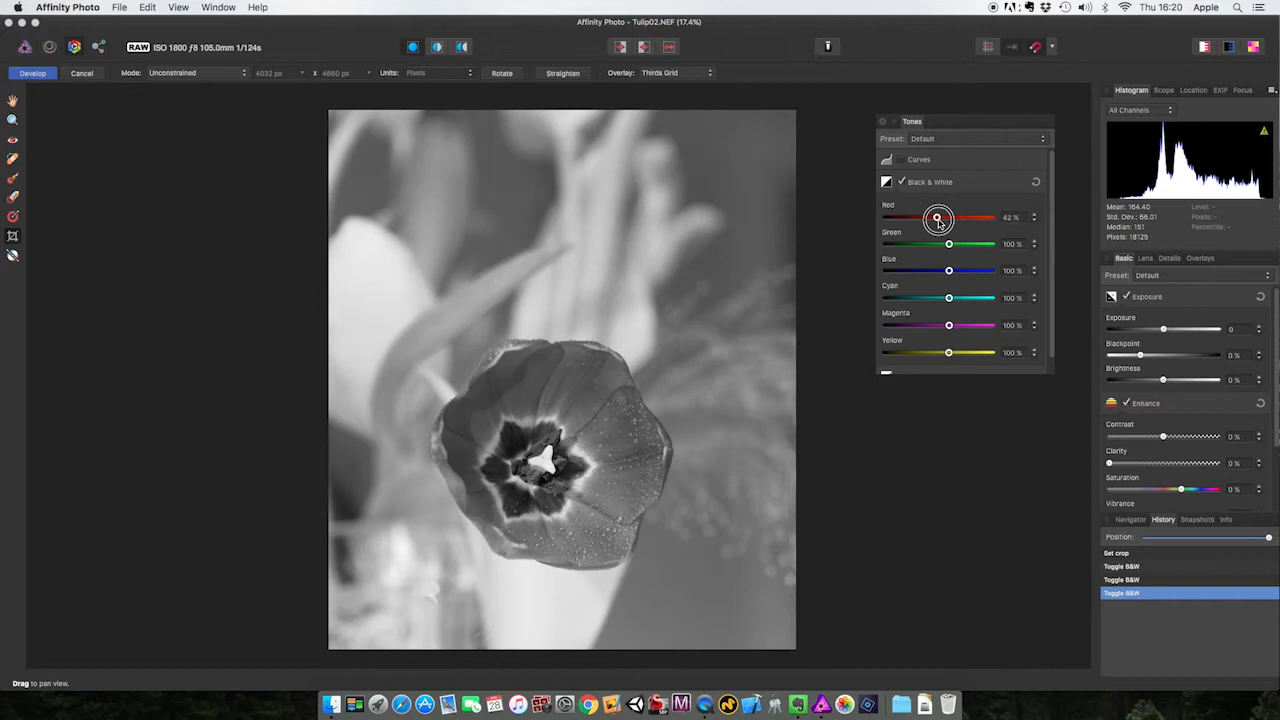 Affinity Photo File Edit View Window Help
Thu 16:20 Apple
Affinity Photo - Tulip02.NEF (17.4%)
RAW ISO 1800 ƒ/8 105.0mm 1/124s
Develop Cancel Mode: Unconstrained 4032 px x 4860 px Units: Pixels Rotate Straighten Overlay: Thirds Grid
Tones
Preset: Default
Curves
Black & White
Red
42 %
Green
100 %
Blue
100 %
Cyan
100 %
Magenta
100 %
Yellow
100 %
Histogram Scope Location EXIF Focus
All Channels
Mean: 164.40 Level: -
Std. Dev.: 66.01 Pixels: -
Median: 151 Percentile: -
Pixels: 18125
Basic Lens Details Overlays
Preset: Default
Exposure
Exposure
0
Blackpoint
0 %
Brightness
0 %
Enhance
Contrast
0 %
Clarity
0 %
Saturation
0 %
Vibrance
Navigator History Snapshots Info
Position:
Set crop
Toggle B&W
Toggle B&W
Toggle B&W
Drag to pan view.